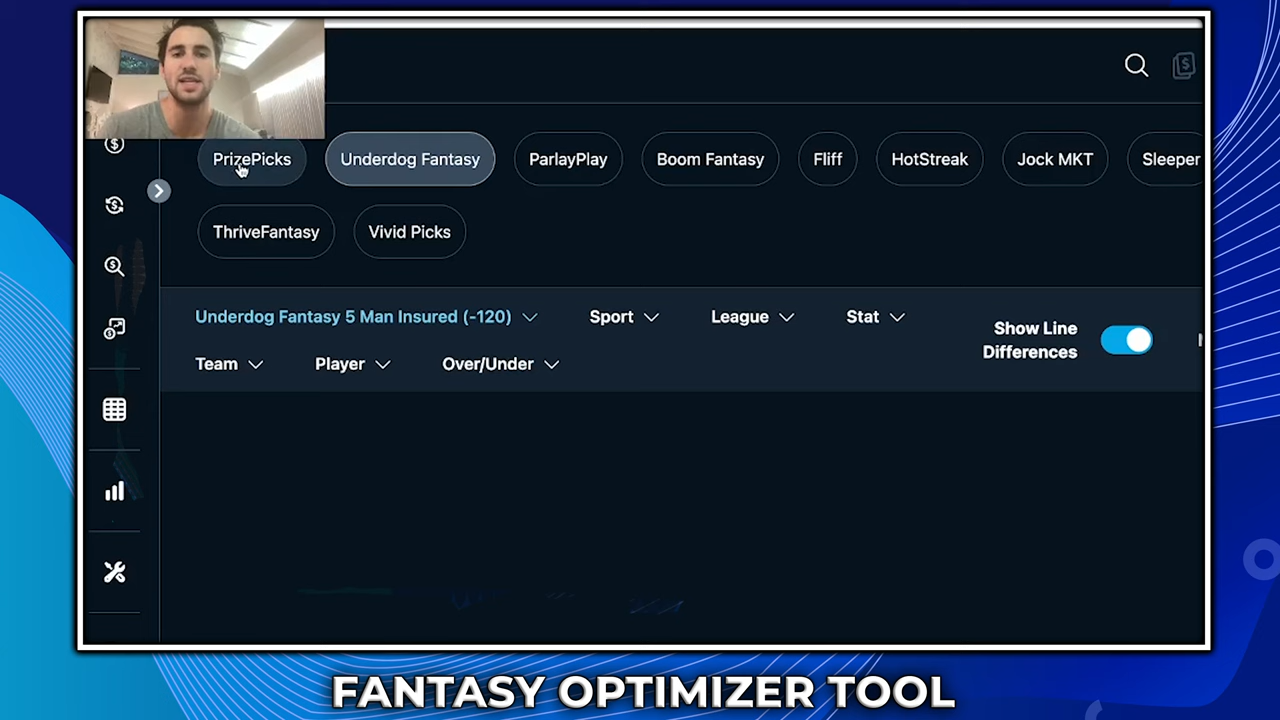 PrizePicks
Underdog Fantasy
ParlayPlay
Boom Fantasy
Fliff
HotStreak
Jock MKT
Sleeper
ThriveFantasy
Vivid Picks
Underdog Fantasy 5 Man Insured (-120)
Sport
League
Stat
Show Line
Differences
Team
Player
Over/Under
FANTASY OPTIMIZER TOOL